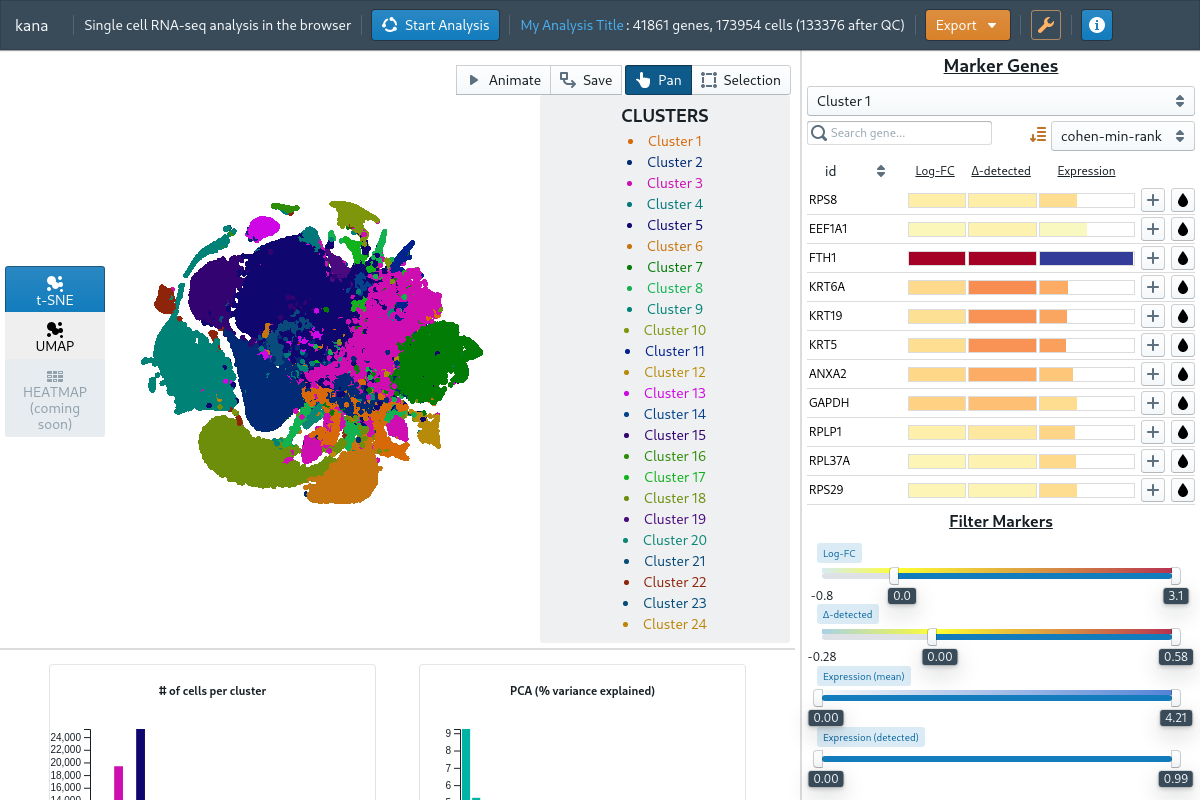 kana
Single cell RNA-seq analysis in the browser
Start Analysis
My Analysis Title : 41861 genes, 173954 cells (133376 after QC)
Export
Animate
Save
Pan
Selection
t-SNE
UMAP
HEATMAP
(coming
soon)
CLUSTERS
Cluster 1
Cluster 2
Cluster 3
Cluster 4
Cluster 5
Cluster 6
Cluster 7
Cluster 8
Cluster 9
Cluster 10
Cluster 11
Cluster 12
Cluster 13
Cluster 14
Cluster 15
Cluster 16
Cluster 17
Cluster 18
Cluster 19
Cluster 20
Cluster 21
Cluster 22
Cluster 23
Cluster 24
Marker Genes
Cluster 1
Search gene...
cohen-min-rank
id Log-FC Δ-detected Expression
RPS8
EEF1A1
FTH1
KRT6A
KRT19
KRT5
ANXA2
GAPDH
RPLP1
RPL37A
RPS29
Filter Markers
Log-FC
-0.8 0.0 3.1
Δ-detected
-0.28 0.00 0.58
Expression (mean)
0.00 4.21
Expression (detected)
0.00 0.99
# of cells per cluster
24,000
22,000
20,000
18,000
16,000
14,000
PCA (% variance explained)
9
8
7
6